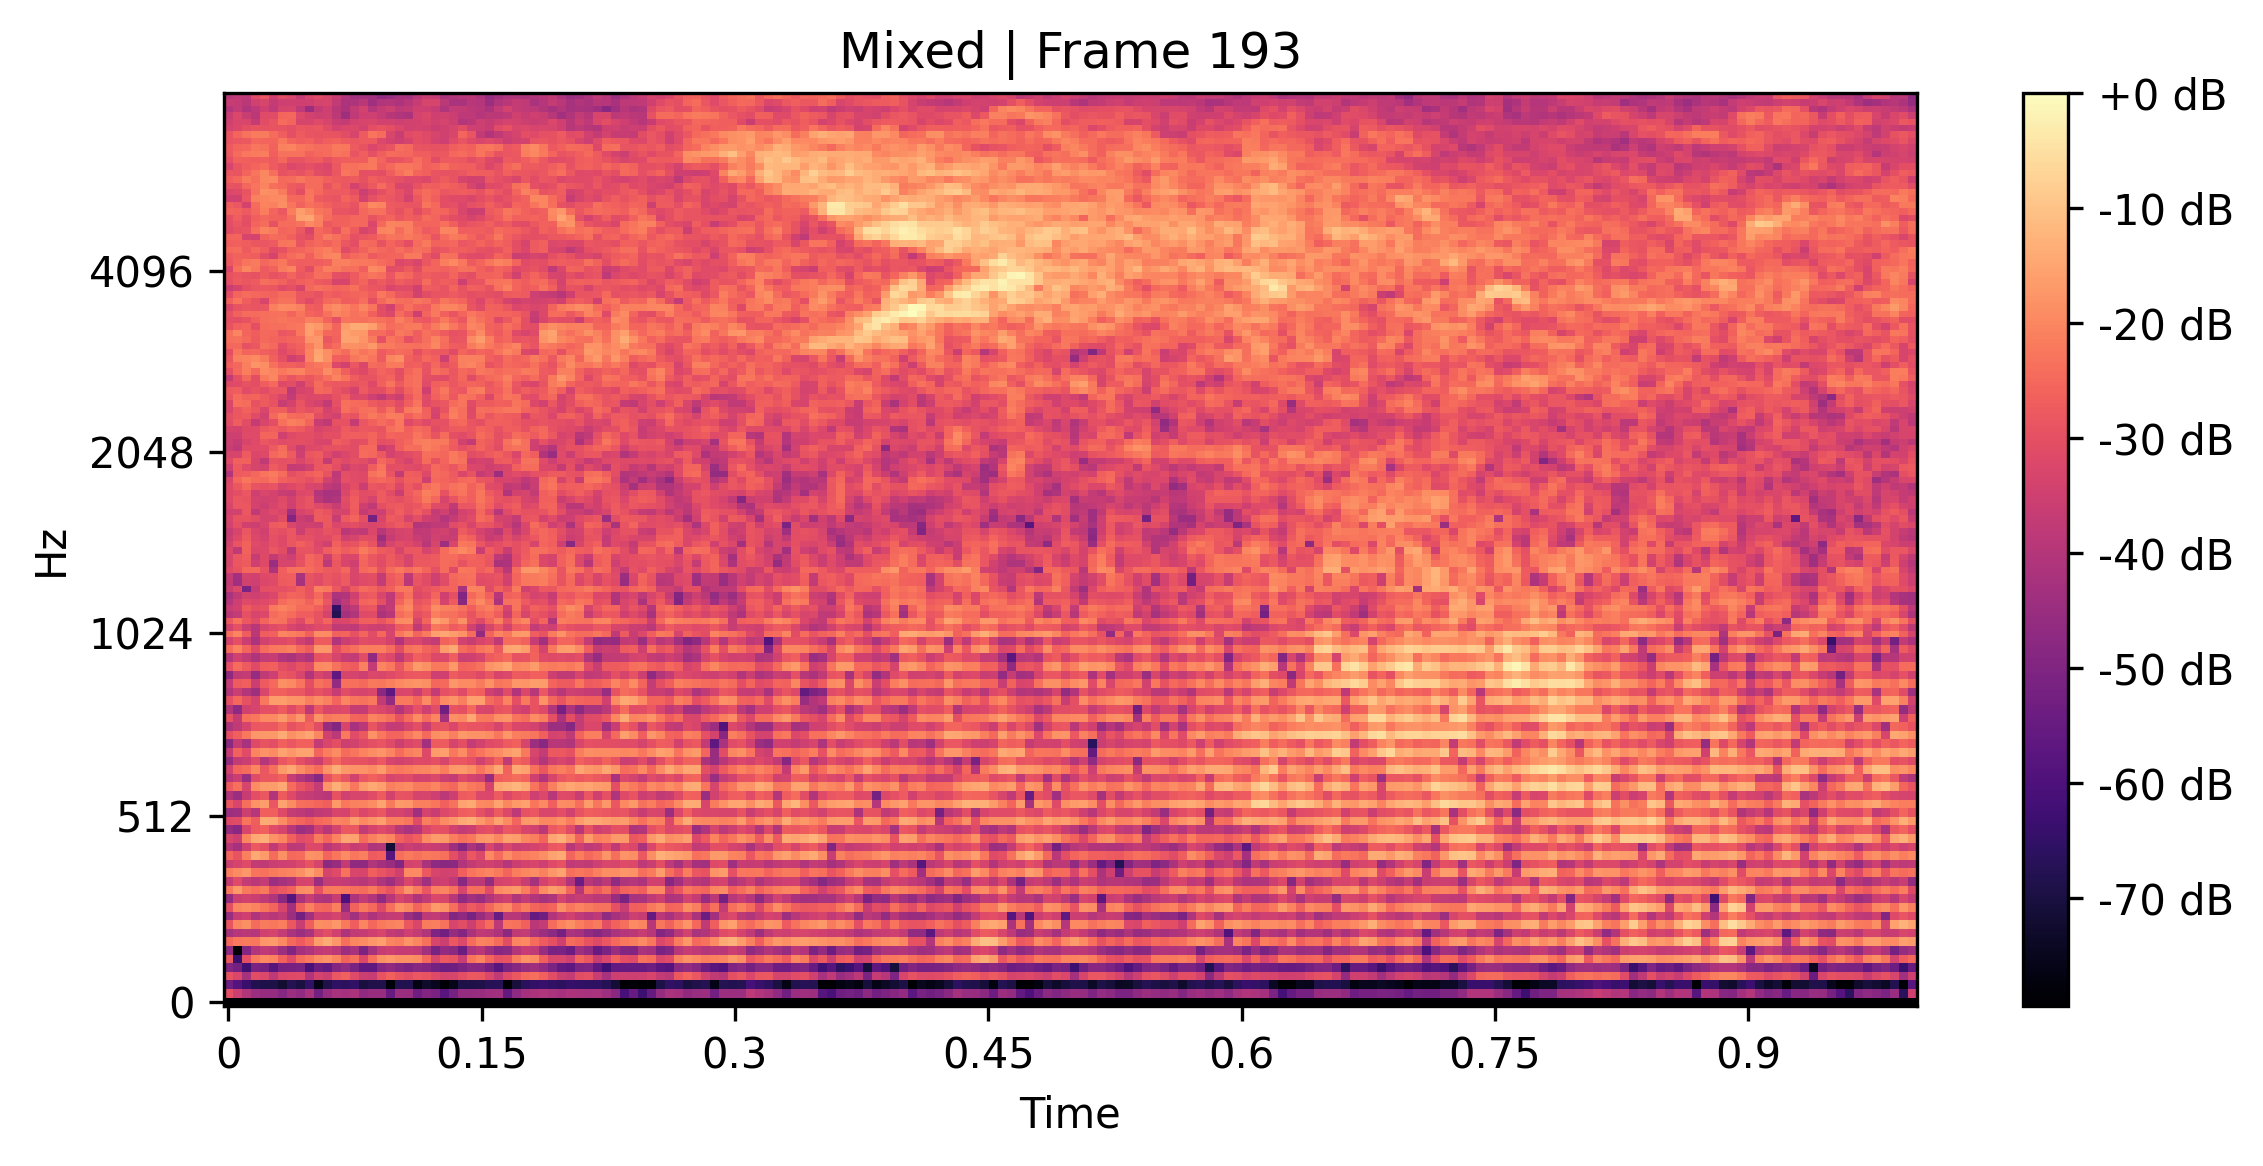 Mixed | Frame 193
+0 dB
-10 dB
-20 dB
-30 dB
-40 dB
-50 dB
-60 dB
-70 dB
Hz
4096
2048
1024
512
0
0 0.15 0.3 0.45 0.6 0.75 0.9
Time